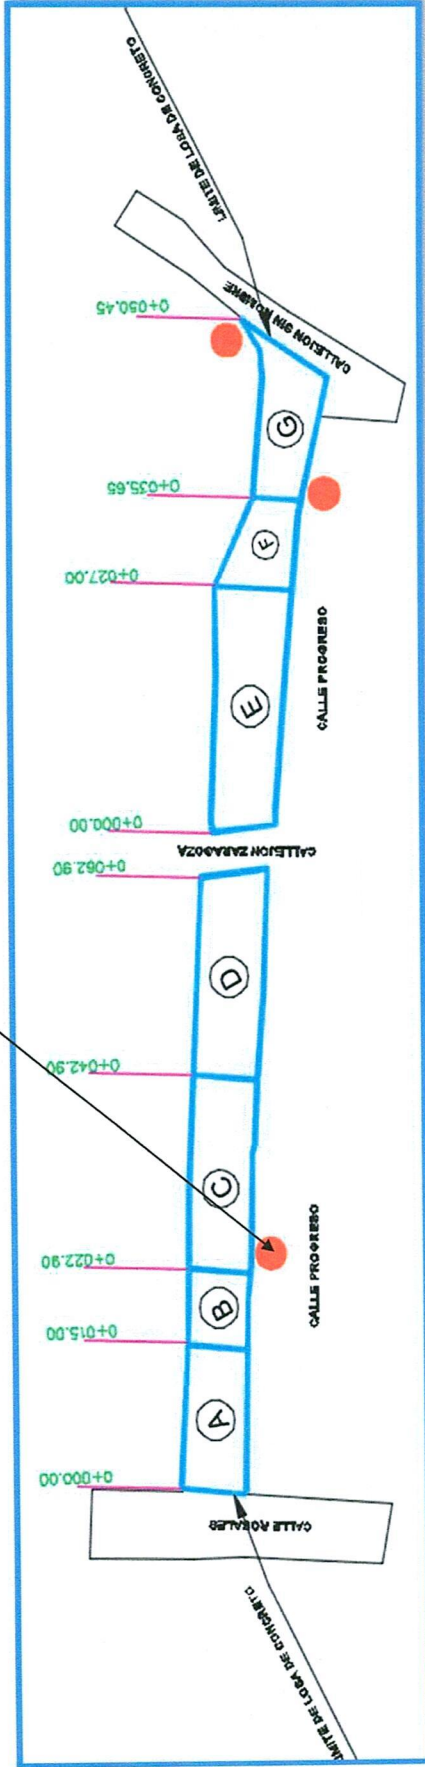 LIMITE DE LOSA DE CONCRETO
CALLEJON SIN NOMBRE
0+050.45
G
0+035.65
F
0+027.00
E
CALLE PROGRESO
0+000.00
CALLEJON ZARAGOZA
0+062.90
D
0+042.90
C
0+022.90
CALLE PROGRESO
B
0+015.00
A
0+000.00
CALLE ROSALES
LIMITE DE LOSA DE CONCRETO